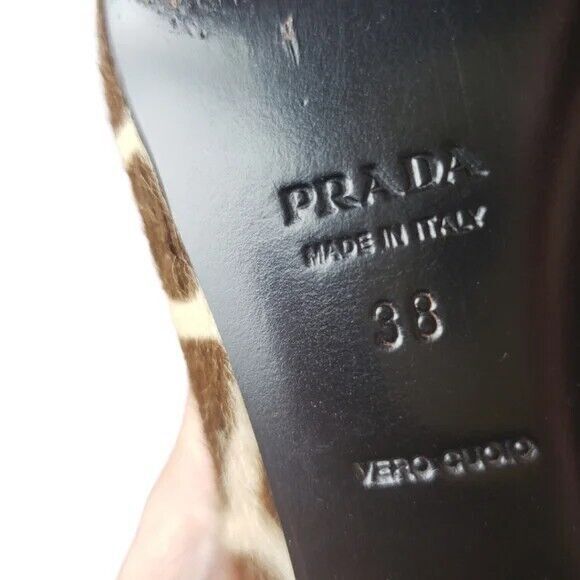 PRADA
MADE IN ITALY
38
VERO CUOIO